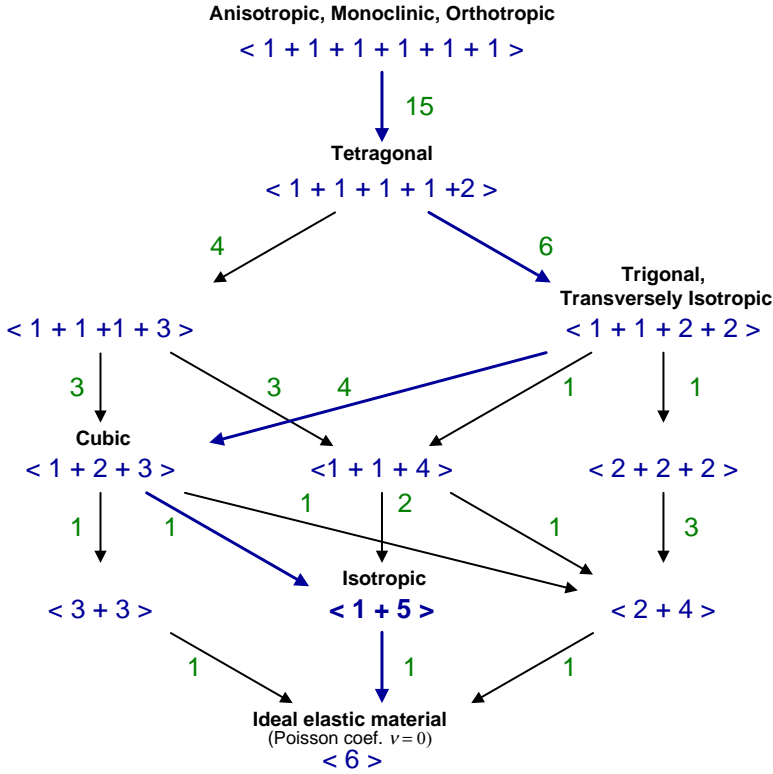 Anisotropic, Monoclinic, Orthotropic
< 1 + 1 + 1 + 1 + 1 + 1 >
15
Tetragonal
< 1 + 1 + 1 + 1 +2 >
4
6
Trigonal,
Transversely Isotropic
< 1 + 1 +1 + 3 >
< 1 + 1 + 2 + 2 >
3
3
4
1
1
Cubic
< 1 + 2 + 3 >
<1 + 1 + 4 >
< 2 + 2 + 2 >
1
1
1
2
1
3
Isotropic
< 3 + 3 >
< 1 + 5 >
< 2 + 4 >
1
1
1
Ideal elastic material
(Poisson coef. ν = 0)
< 6 >